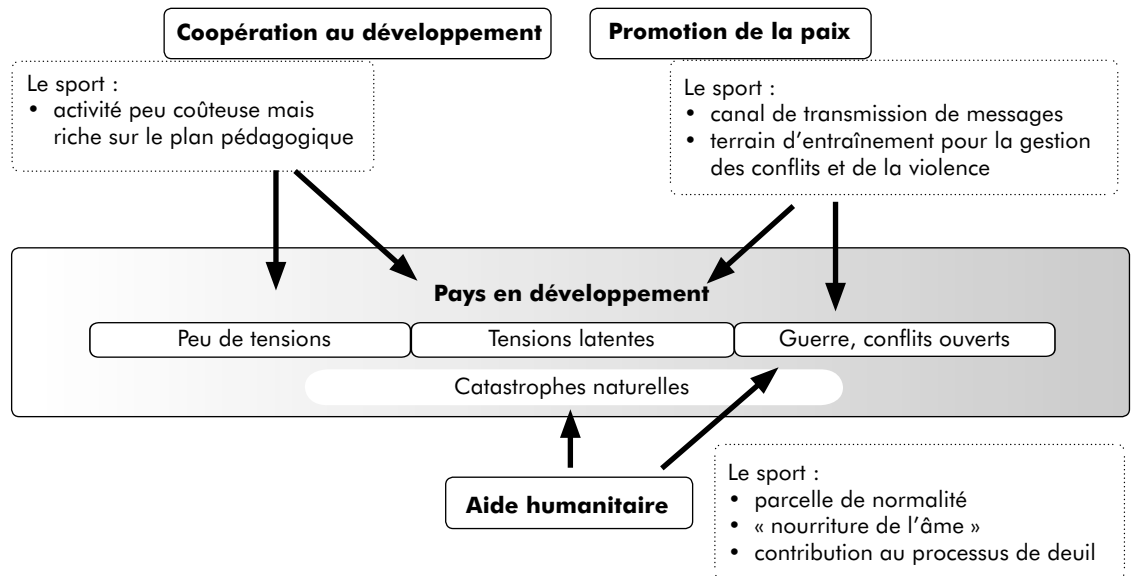 Coopération au développement
Promotion de la paix
Le sport :
• activité peu coûteuse mais
riche sur le plan pédagogique
Le sport :
• canal de transmission de messages
• terrain d’entraînement pour la gestion
des conflits et de la violence
Pays en développement
Peu de tensions
Tensions latentes
Guerre, conflits ouverts
Catastrophes naturelles
Aide humanitaire
Le sport :
• parcelle de normalité
• « nourriture de l’âme »
• contribution au processus de deuil